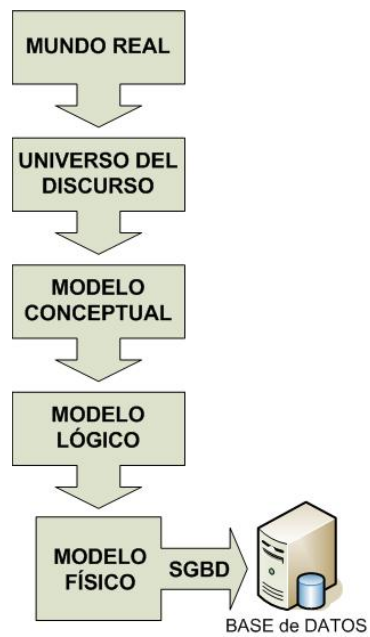 MUNDO REAL
UNIVERSO DEL
DISCURSO
MODELO
CONCEPTUAL
MODELO
LÓGICO
MODELO
FÍSICO
SGBD
BASE de DATOS